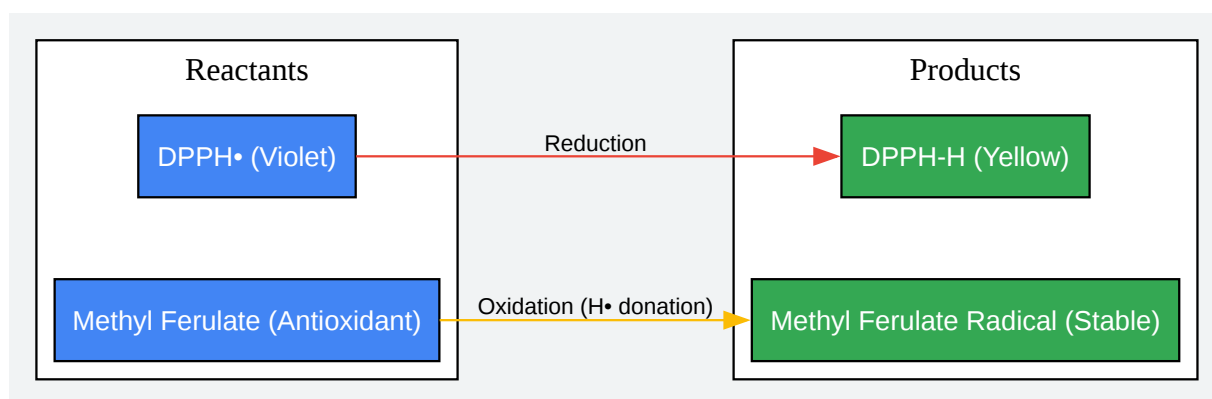 Reactants
Products
DPPH• (Violet)
Reduction
DPPH-H (Yellow)
Methyl Ferulate (Antioxidant)
Oxidation (H• donation)
Methyl Ferulate Radical (Stable)